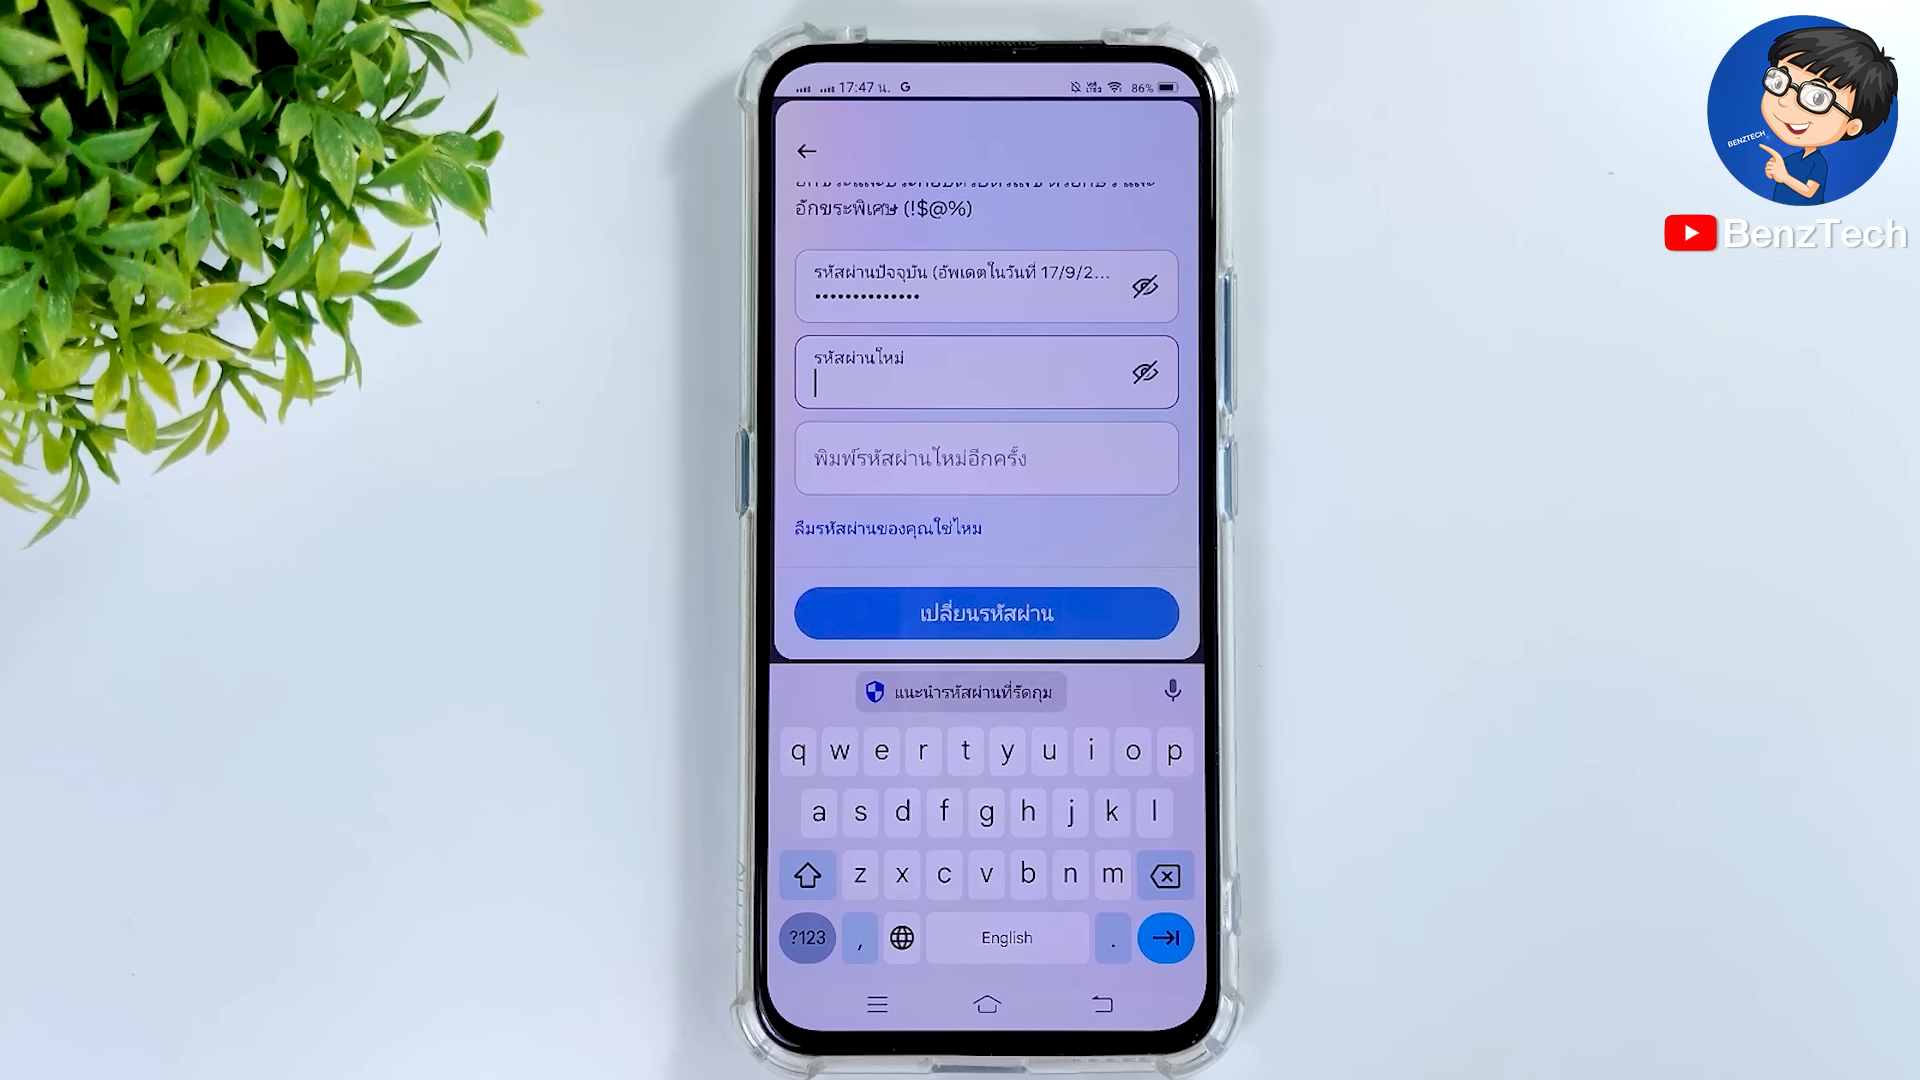 17:47 น. G 86%
อักขระพิเศษ (!$@%)
รหัสผ่านปัจจุบัน (อัพเดตในวันที่ 17/9/2...
••••••••••••••
รหัสผ่านใหม่
พิมพ์รหัสผ่านใหม่อีกครั้ง
ลืมรหัสผ่านของคุณใช่ไหม
เปลี่ยนรหัสผ่าน
แนะนำรหัสผ่านที่รัดกุม
q w e r t y u i o p
a s d f g h j k l
z x c v b n m
?123 , English .
BENZTECH
BenzTech